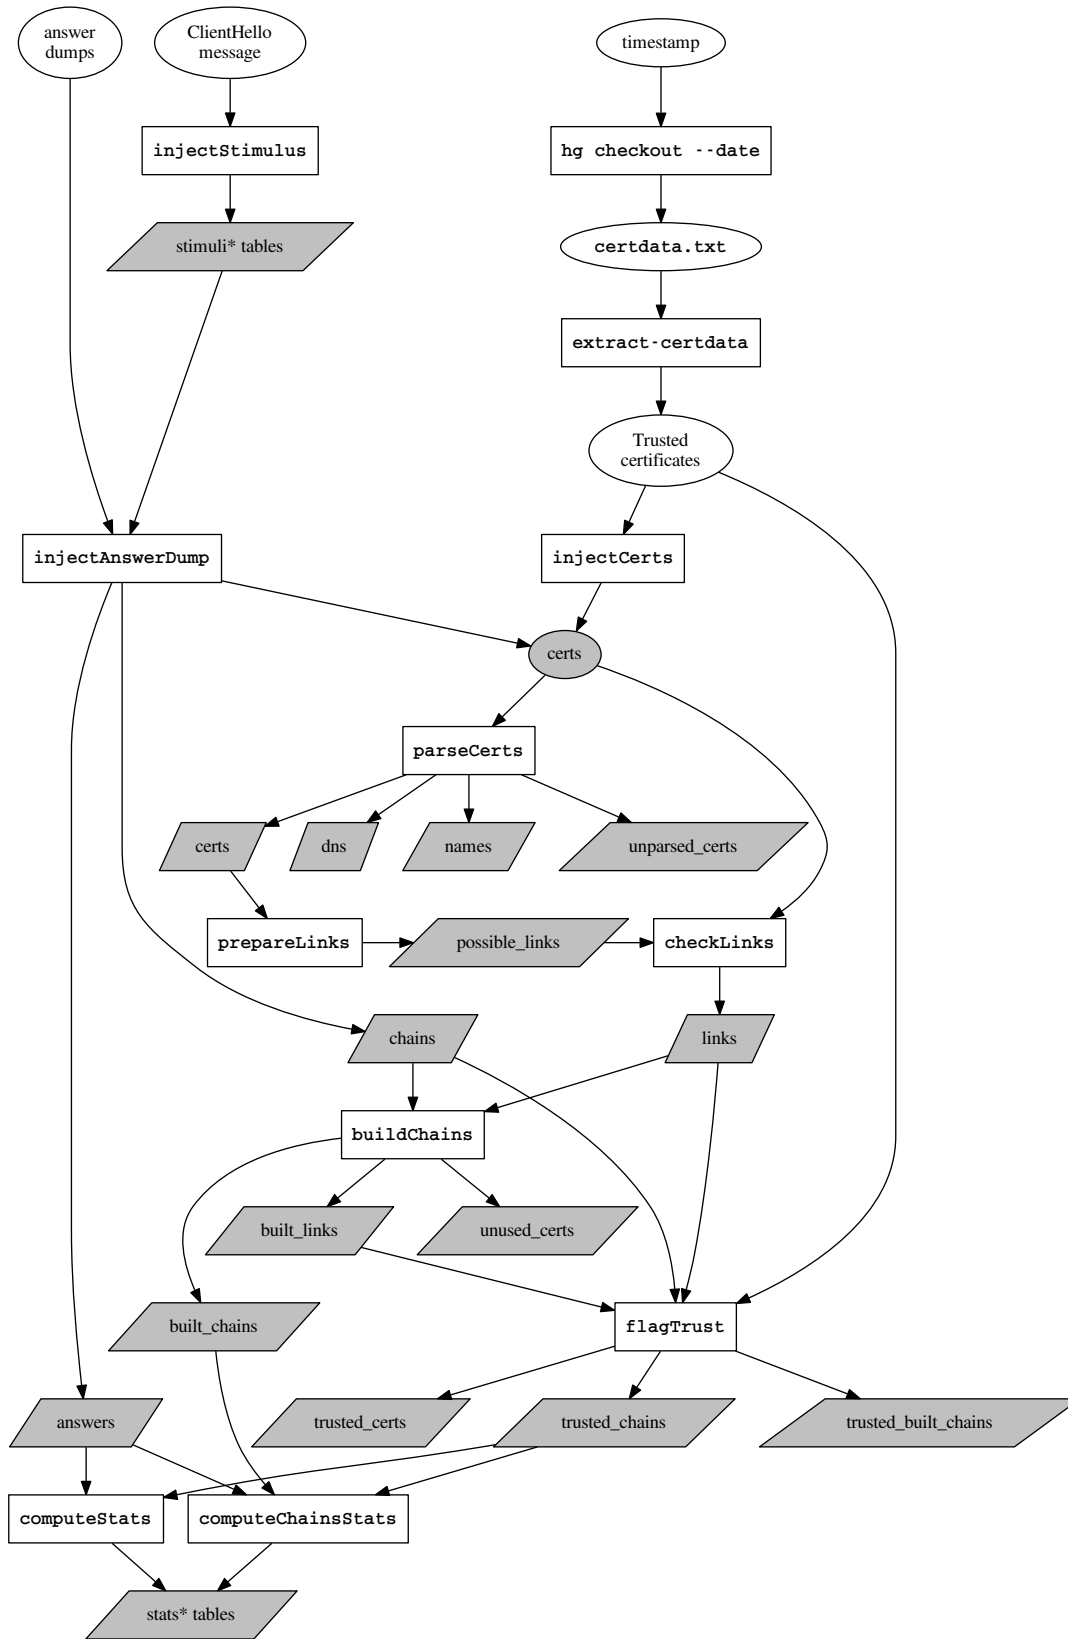 answer
dumps
ClientHello
message
timestamp
injectStimulus
hg checkout --date
stimuli* tables
certdata.txt
extract-certdata
Trusted
certificates
injectAnswerDump
injectCerts
certs
parseCerts
certs
dns
names
unparsed_certs
prepareLinks
possible_links
checkLinks
chains
links
buildChains
built_links
unused_certs
built_chains
flagTrust
answers
trusted_certs
trusted_chains
trusted_built_chains
computeStats
computeChainsStats
stats* tables